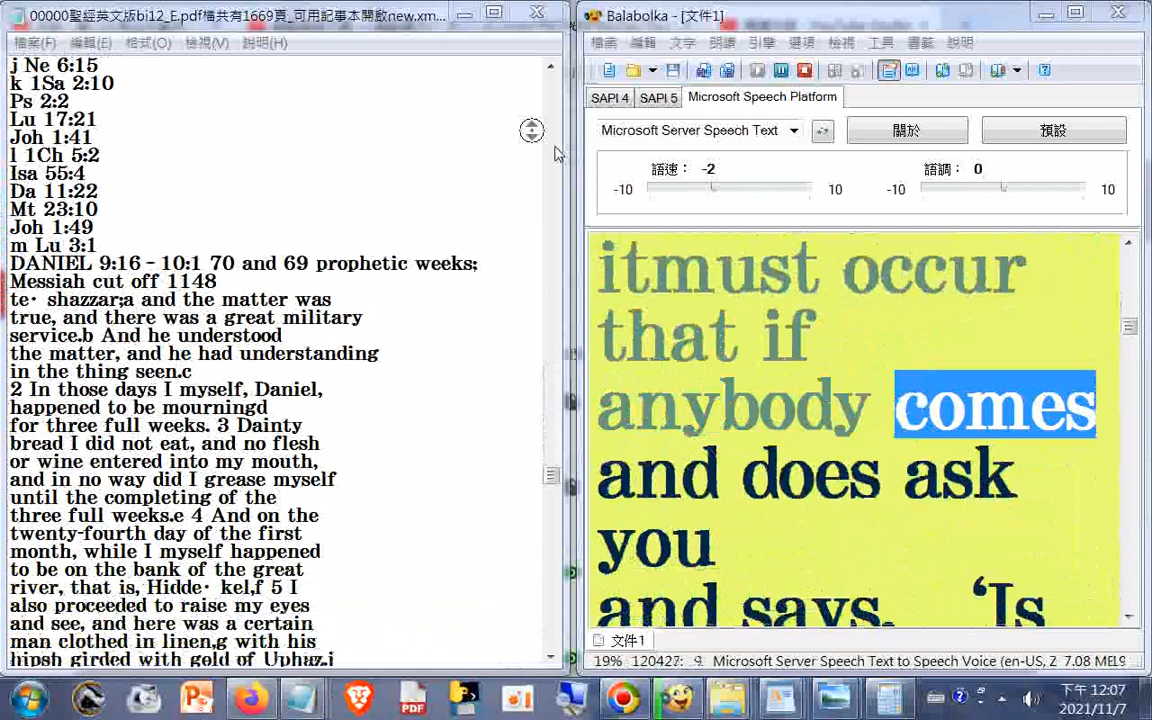 00000聖經英文版bi12_E.pdf檔共有1669頁_可用記事本開啟new.xm...
檔案(F) 編輯(E) 格式(O) 檢視(V) 說明(H)
j Ne 6:15
k 1Sa 2:10
Ps 2:2
Lu 17:21
Joh 1:41
l 1Ch 5:2
Isa 55:4
Da 11:22
Mt 23:10
Joh 1:49
m Lu 3:1
DANIEL 9:16–10:1 70 and 69 prophetic weeks;
Messiah cut off 1148
te· shazzar;a and the matter was
true, and there was a great military
service.b And he understood
the matter, and he had understanding
in the thing seen.c
2 In those days I myself, Daniel,
happened to be mourningd
for three full weeks. 3 Dainty
bread I did not eat, and no flesh
or wine entered into my mouth,
and in no way did I grease myself
until the completing of the
three full weeks.e 4 And on the
twenty-fourth day of the first
month, while I myself happened
to be on the bank of the great
river, that is, Hidde· kel,f 5 I
also proceeded to raise my eyes
and see, and here was a certain
man clothed in linen,g with his
hipsh girded with gold of Uphaz.i
Balabolka - [文件1]
檔案 編輯 文字 朗讀 引擎 選項 檢視 工具 書籤 說明
SAPI 4 SAPI 5 Microsoft Speech Platform
Microsoft Server Speech Text 關於 預設
語速： -2 語調： 0
-10 10 -10 10
itmust occur
that if
anybody comes
and does ask
you
and says, ‘Is
文件1
19% 120427: 9 Microsoft Server Speech Text to Speech Voice (en-US, Z 7.08 MEL9
PDF
下午 12:07
2021/11/7